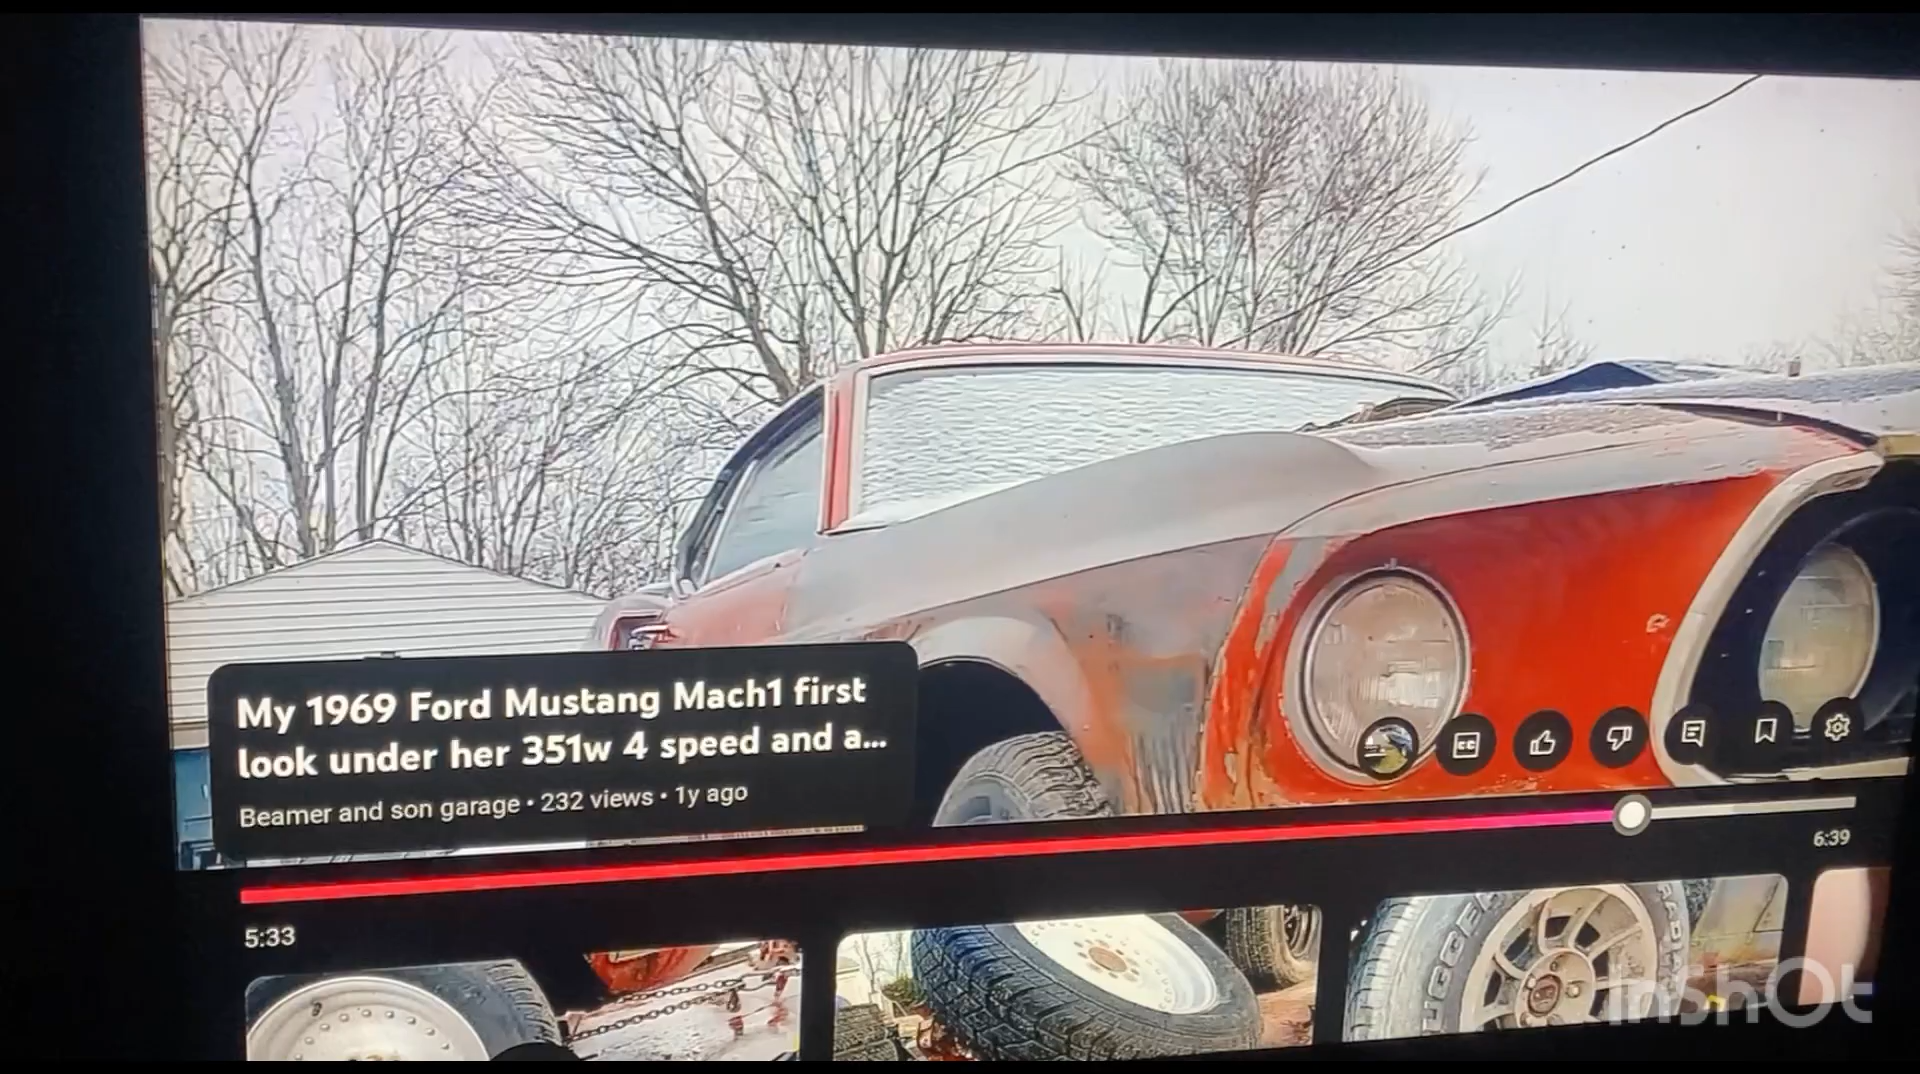 My 1969 Ford Mustang Mach1 first
look under her 351w 4 speed and a...
Beamer and son garage • 232 views • 1y ago
CC
6:39
5:33
InShOt